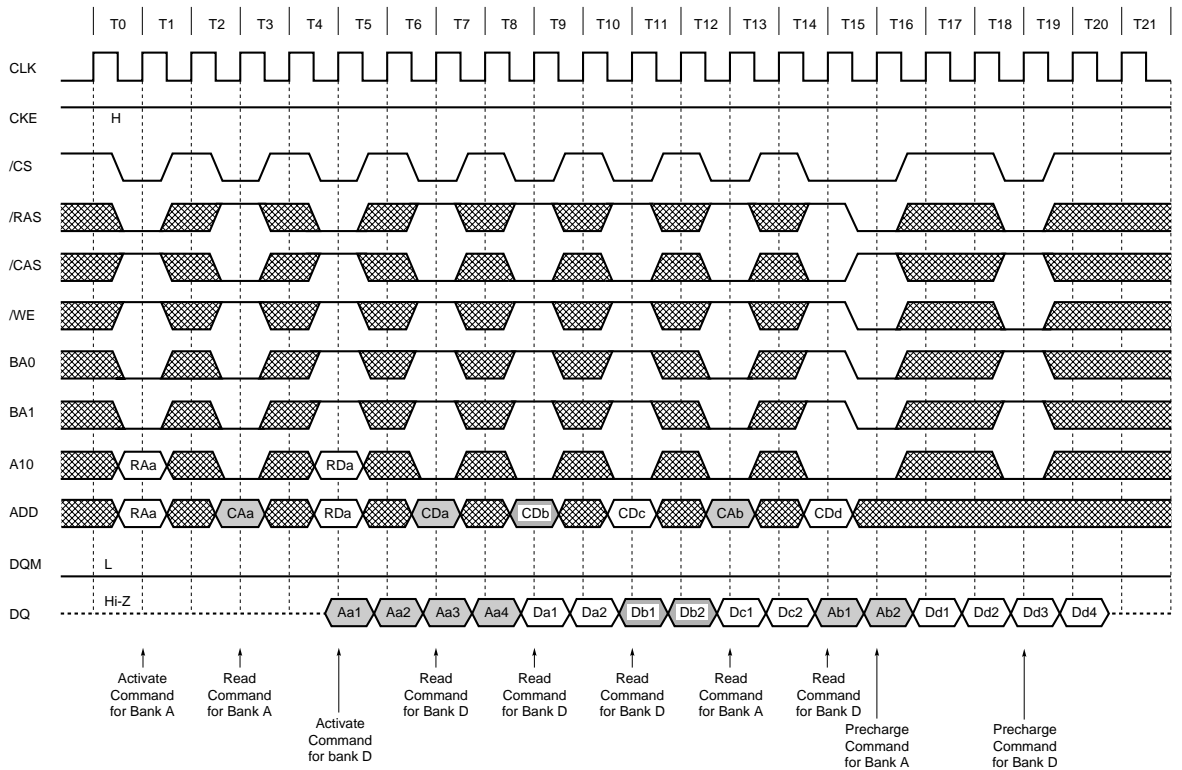 T0 T1 T2 T3 T4 T5 T6 T7 T8 T9 T10 T11 T12 T13 T14 T15 T16 T17 T18 T19 T20 T21
CLK
CKE H
/CS
/RAS
/CAS
/WE
BA0
BA1
A10 RAa RDa
ADD RAa CAa RDa CDa CDb CDc CAb CDd
DQM L
DQ Hi-Z Aa1 Aa2 Aa3 Aa4 Da1 Da2 Db1 Db2 Dc1 Dc2 Ab1 Ab2 Dd1 Dd2 Dd3 Dd4
Activate
Command
for Bank A
Read
Command
for Bank A
Activate
Command
for bank D
Read
Command
for Bank D
Read
Command
for Bank D
Read
Command
for Bank D
Read
Command
for Bank A
Read
Command
for Bank D
Precharge
Command
for Bank A
Precharge
Command
for Bank D